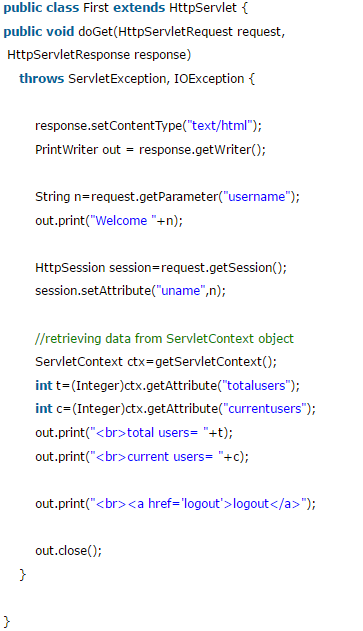 public class First extends HttpServlet {
public void doGet(HttpServletRequest request,
HttpServletResponse response)
throws ServletException, IOException {
response.setContentType("text/html");
PrintWriter out = response.getWriter();
String n=request.getParameter("username");
out.print("Welcome "+n);
HttpSession session=request.getSession();
session.setAttribute("uname",n);
//retrieving data from ServletContext object
ServletContext ctx=getServletContext();
int t=(Integer)ctx.getAttribute("totalusers");
int c=(Integer)ctx.getAttribute("currentusers");
out.print("<br>total users= "+t);
out.print("<br>current users= "+c);
out.print("<br><a href='logout'>logout</a>");
out.close();
}
}